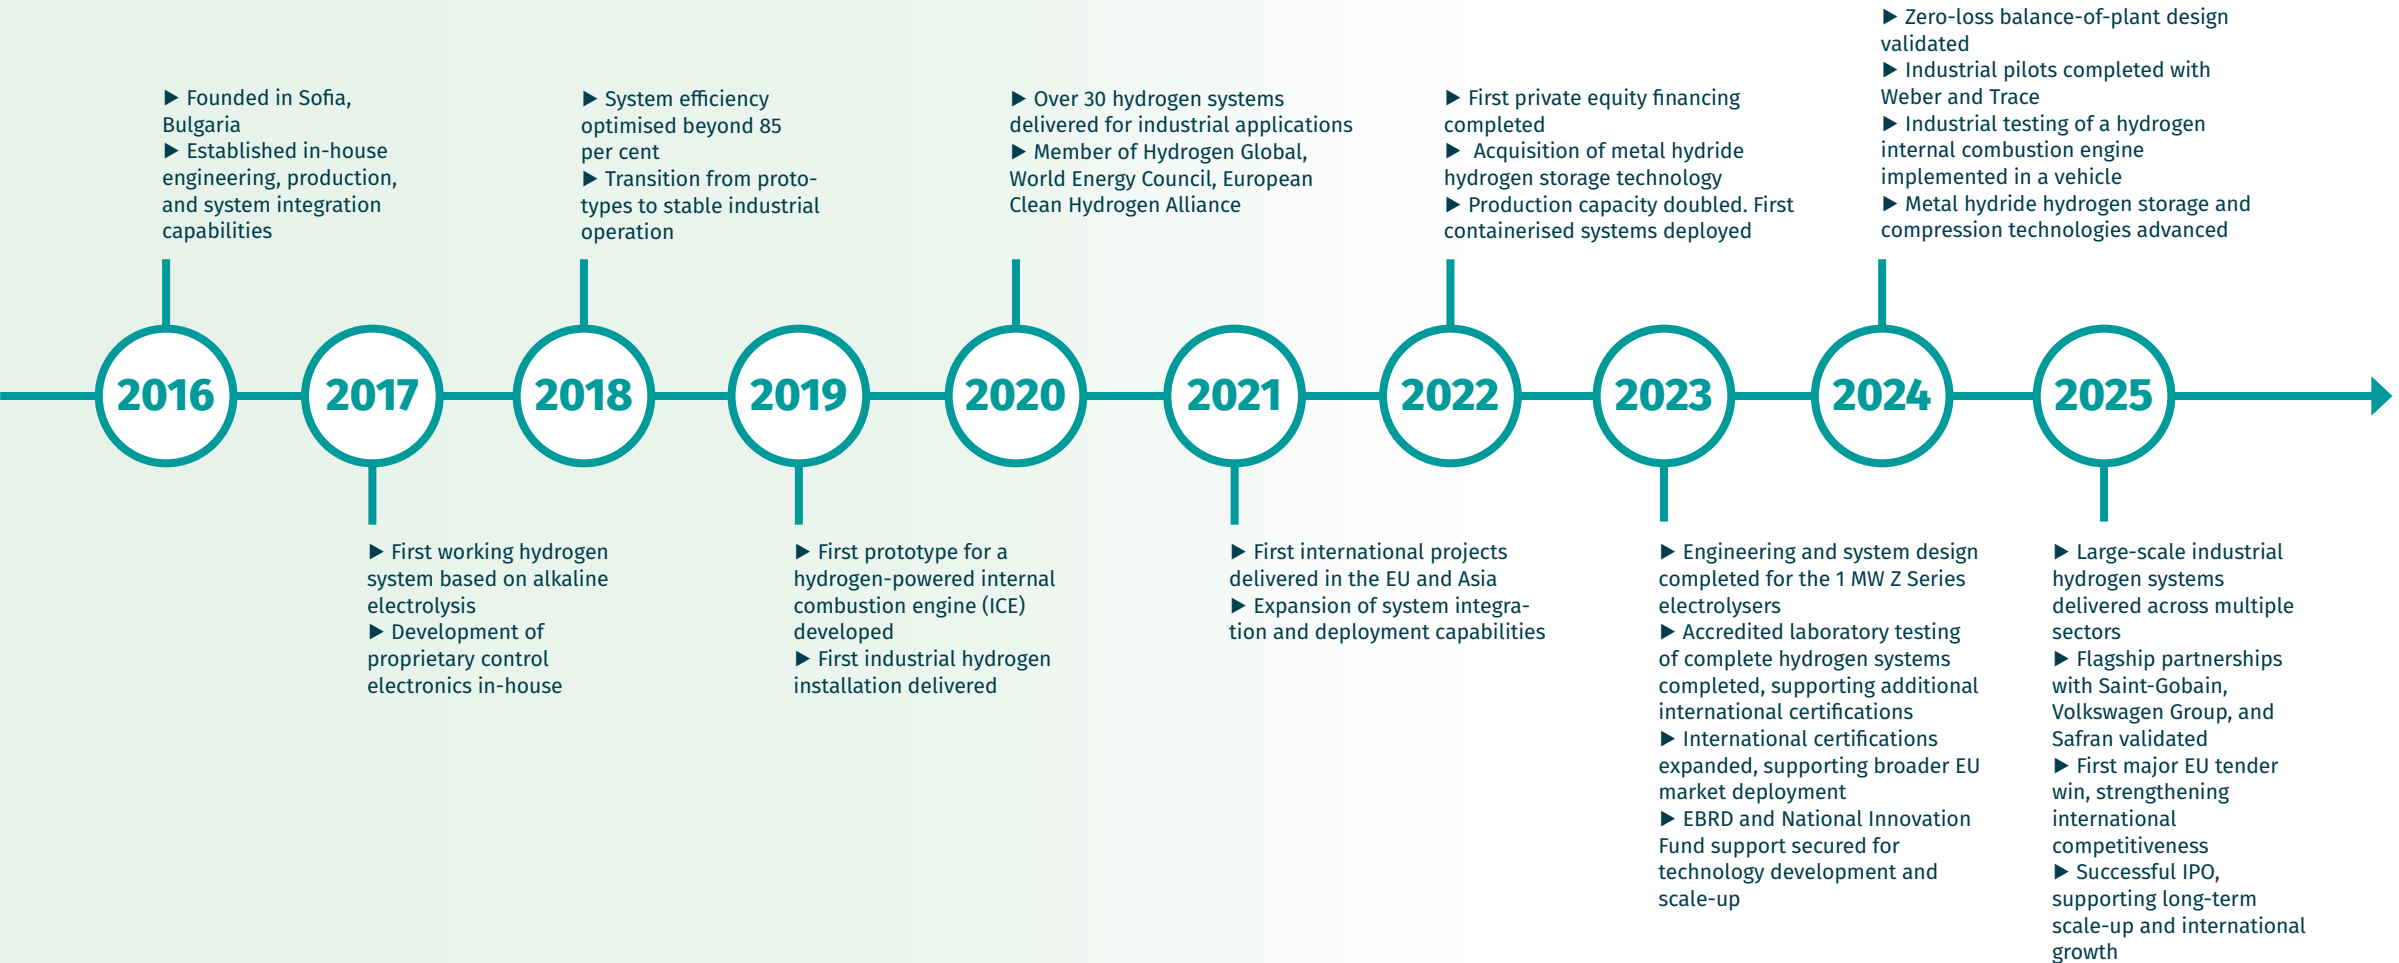 ▶ Founded in Sofia,
Bulgaria
▶ Established in-house
engineering, production,
and system integration
capabilities
▶ System efficiency
optimised beyond 85
per cent
▶ Transition from proto-
types to stable industrial
operation
▶ Over 30 hydrogen systems
delivered for industrial applications
▶ Member of Hydrogen Global,
World Energy Council, European
Clean Hydrogen Alliance
▶ First private equity financing
completed
▶ Acquisition of metal hydride
hydrogen storage technology
▶ Production capacity doubled. First
containerised systems deployed
▶ Zero-loss balance-of-plant design
validated
▶ Industrial pilots completed with
Weber and Trace
▶ Industrial testing of a hydrogen
internal combustion engine
implemented in a vehicle
▶ Metal hydride hydrogen storage and
compression technologies advanced
2016
2017
2018
2019
2020
2021
2022
2023
2024
2025
▶ First working hydrogen
system based on alkaline
electrolysis
▶ Development of
proprietary control
electronics in-house
▶ First prototype for a
hydrogen-powered internal
combustion engine (ICE)
developed
▶ First industrial hydrogen
installation delivered
▶ First international projects
delivered in the EU and Asia
▶ Expansion of system integra-
tion and deployment capabilities
▶ Engineering and system design
completed for the 1 MW Z Series
electrolysers
▶ Accredited laboratory testing
of complete hydrogen systems
completed, supporting additional
international certifications
▶ International certifications
expanded, supporting broader EU
market deployment
▶ EBRD and National Innovation
Fund support secured for
technology development and
scale-up
▶ Large-scale industrial
hydrogen systems
delivered across multiple
sectors
▶ Flagship partnerships
with Saint-Gobain,
Volkswagen Group, and
Safran validated
▶ First major EU tender
win, strengthening
international
competitiveness
▶ Successful IPO,
supporting long-term
scale-up and international
growth